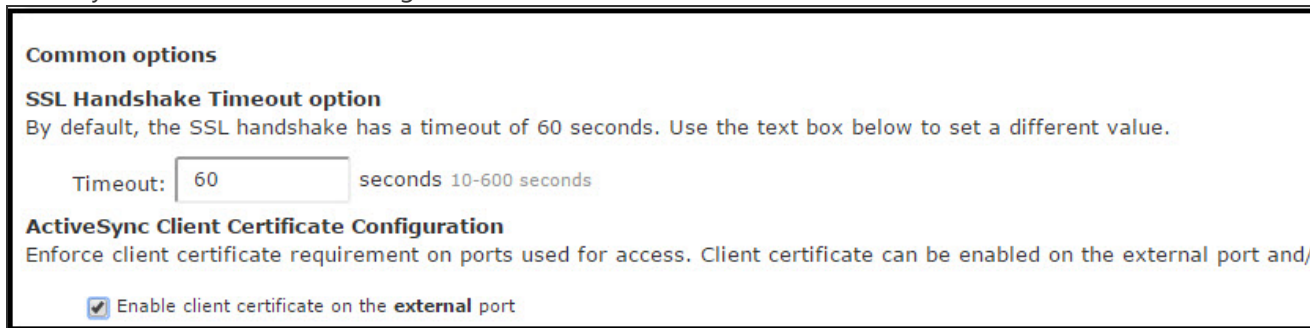 Common options
SSL Handshake Timeout option
By default, the SSL handshake has a timeout of 60 seconds. Use the text box below to set a different value.
Timeout: 60 seconds 10-600 seconds
ActiveSync Client Certificate Configuration
Enforce client certificate requirement on ports used for access. Client certificate can be enabled on the external port and/
Enable client certificate on the external port